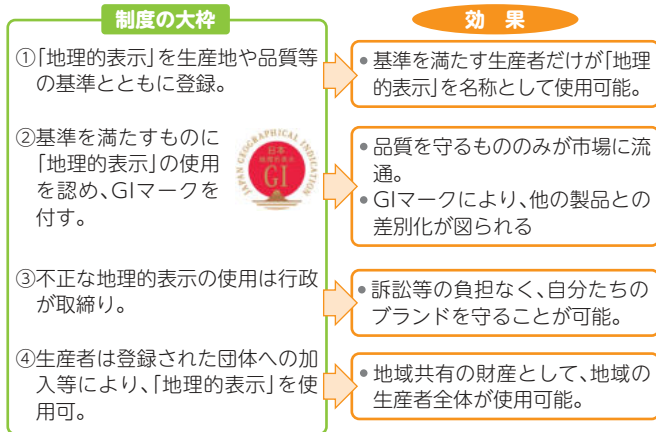 制度の大枠
効果
①「地理的表示」を生産地や品質等
の基準とともに登録。
• 基準を満たす生産者だけが「地理
的表示」を名称として使用可能。
②基準を満たすものに
「地理的表示」の使用
を認め、GIマークを
付す。
JAPAN GEOGRAPHICAL INDICATION
日本
地理的表示
GI
• 品質を守るもののみが市場に流
通。
• GIマークにより、他の製品との
差別化が図られる
③不正な地理的表示の使用は行政
が取締り。
• 訴訟等の負担なく、自分たちの
ブランドを守ることが可能。
④生産者は登録された団体への加
入等により、「地理的表示」を使
用可。
• 地域共有の財産として、地域の
生産者全体が使用可能。